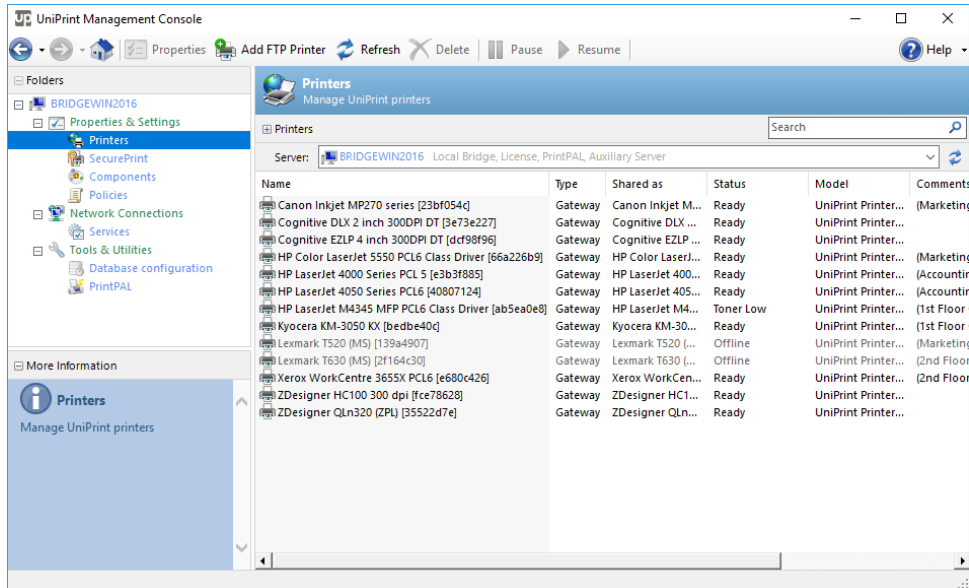 UniPrint Management Console
Properties Add FTP Printer Refresh Delete Pause Resume Help
Folders
BRIDGEWIN2016
Properties & Settings
Printers
SecurePrint
Components
Policies
Network Connections
Services
Tools & Utilities
Database configuration
PrintPAL
More Information
Printers
Manage UniPrint printers
Printers
Manage UniPrint printers
Printers Search
Server: BRIDGEWIN2016 Local Bridge, License, PrintPAL, Auxiliary Server
Name Type Shared as Status Model Comments
Canon Inkjet MP270 series [23bf054c] Gateway Canon Inkjet M... Ready UniPrint Printer... (Marketing
Cognitive DLX 2 inch 300DPI DT [3e73e227] Gateway Cognitive DLX ... Ready UniPrint Printer...
Cognitive EZLP 4 inch 300DPI DT [dcf98f96] Gateway Cognitive EZLP ... Ready UniPrint Printer...
HP Color LaserJet 5550 PCL6 Class Driver [66a226b9] Gateway HP Color LaserJ... Ready UniPrint Printer... (Marketing
HP LaserJet 4000 Series PCL 5 [e3b3f885] Gateway HP LaserJet 400... Ready UniPrint Printer... (Accountin
HP LaserJet 4050 Series PCL6 [40807124] Gateway HP LaserJet 405... Ready UniPrint Printer... (Accountin
HP LaserJet M4345 MFP PCL6 Class Driver [ab5ea0e8] Gateway HP LaserJet M4... Toner Low UniPrint Printer... (1st Floor
Kyocera KM-3050 KX [bedbe40c] Gateway Kyocera KM-30... Ready UniPrint Printer... (1st Floor
Lexmark T520 (MS) [139a4907] Gateway Lexmark T520 (... Offline UniPrint Printer... (Marketing
Lexmark T630 (MS) [2f164c30] Gateway Lexmark T630 (... Offline UniPrint Printer... (2nd Floor
Xerox WorkCentre 3655X PCL6 [e680c426] Gateway Xerox WorkCen... Ready UniPrint Printer... (2nd Floor
ZDesigner HC100 300 dpi [fce78628] Gateway ZDesigner HC1... Ready UniPrint Printer...
ZDesigner QLn320 (ZPL) [35522d7e] Gateway ZDesigner QLn... Ready UniPrint Printer...